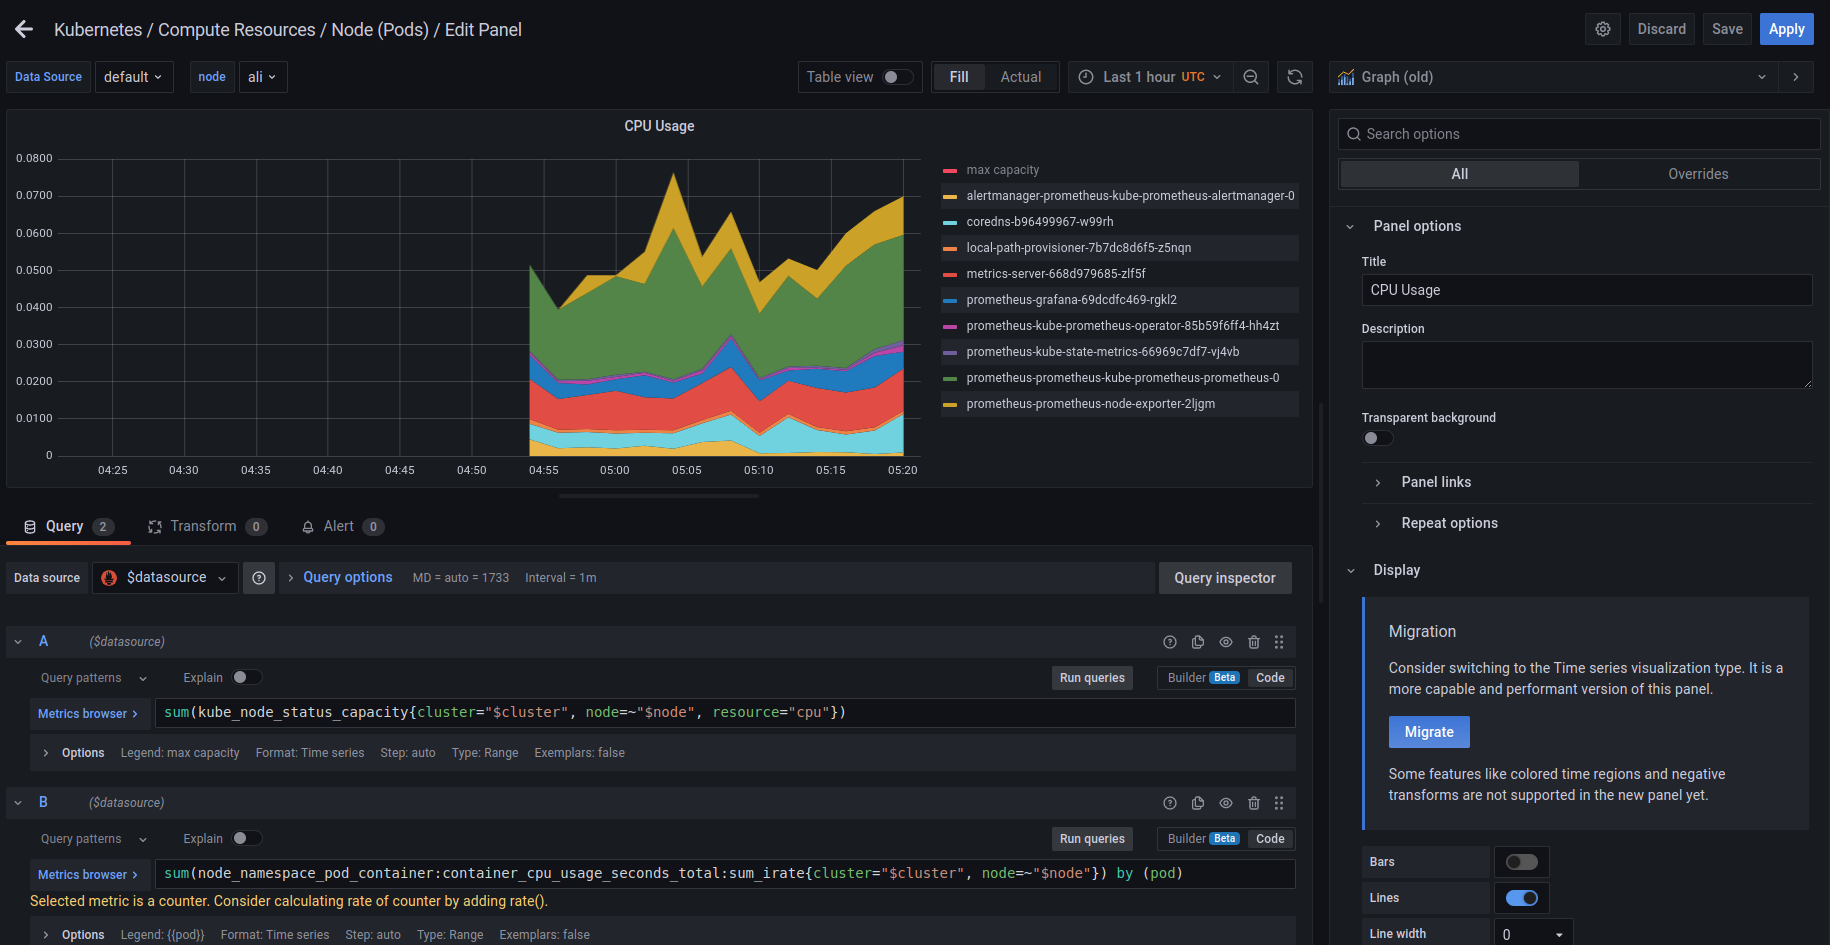 Kubernetes / Compute Resources / Node (Pods) / Edit Panel
Discard
Save
Apply
Data Source
default
node
ali
Table view
Fill
Actual
Last 1 hour UTC
Graph (old)
CPU Usage
0.0800
0.0700
0.0600
0.0500
0.0400
0.0300
0.0200
0.0100
0
04:25
04:30
04:35
04:40
04:45
04:50
04:55
05:00
05:05
05:10
05:15
05:20
max capacity
alertmanager-prometheus-kube-prometheus-alertmanager-0
coredns-b96499967-w99rh
local-path-provisioner-7b7dc8d6f5-z5nqn
metrics-server-668d979685-zlf5f
prometheus-grafana-69dcdfc469-rgkl2
prometheus-kube-prometheus-operator-85b59f6ff4-hh4zt
prometheus-kube-state-metrics-66969c7df7-vj4vb
prometheus-prometheus-kube-prometheus-prometheus-0
prometheus-prometheus-node-exporter-2ljgm
Query 2
Transform 0
Alert 0
Data source
$datasource
Query options
MD = auto = 1733
Interval = 1m
Query inspector
A
($datasource)
Query patterns
Explain
Run queries
Builder Beta
Code
Metrics browser >
sum(kube_node_status_capacity{cluster="$cluster", node=~"$node", resource="cpu"})
Options
Legend: max capacity
Format: Time series
Step: auto
Type: Range
Exemplars: false
B
($datasource)
Query patterns
Explain
Run queries
Builder Beta
Code
Metrics browser >
sum(node_namespace_pod_container:container_cpu_usage_seconds_total:sum_irate{cluster="$cluster", node=~"$node"}) by (pod)
Selected metric is a counter. Consider calculating rate of counter by adding rate().
Options
Legend: {{pod}}
Format: Time series
Step: auto
Type: Range
Exemplars: false
Search options
All
Overrides
Panel options
Title
CPU Usage
Description
Transparent background
Panel links
Repeat options
Display
Migration
Consider switching to the Time series visualization type. It is a
more capable and performant version of this panel.
Migrate
Some features like colored time regions and negative
transforms are not supported in the new panel yet.
Bars
Lines
Line width
0